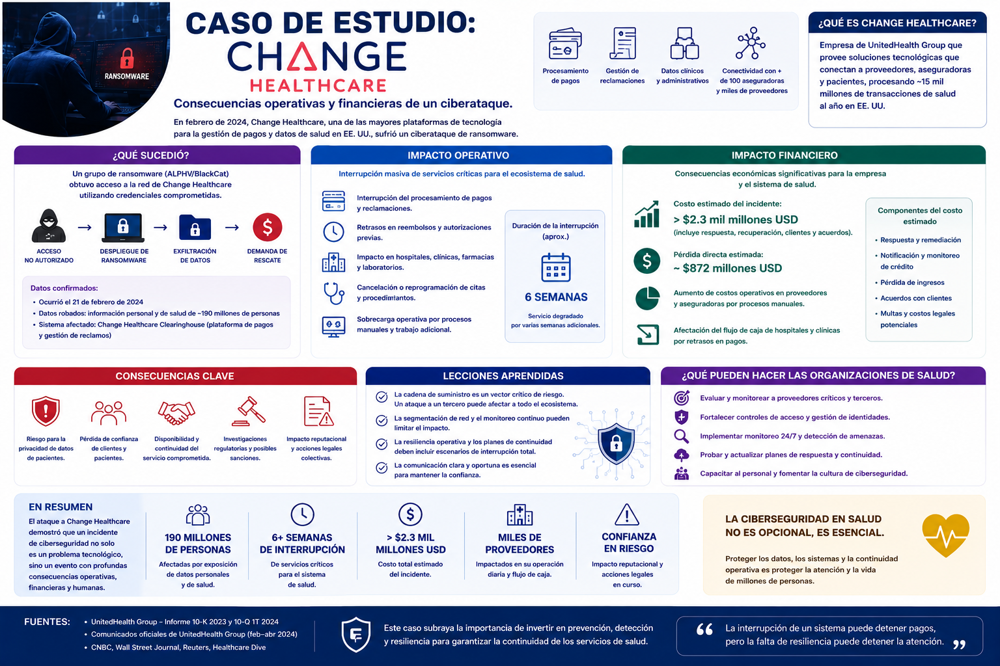 RANSOMWARE
CASO DE ESTUDIO:
CHANGE
HEALTHCARE
Consecuencias operativas y financieras de un ciberataque.
En febrero de 2024, Change Healthcare, una de las mayores plataformas de tecnología
para la gestión de pagos y datos de salud en EE. UU., sufrió un ciberataque de ransomware.
Procesamiento
de pagos
Gestión de
reclamaciones
Datos clínicos
y administrativos
Conectividad con +
de 100 aseguradoras
y miles de proveedores
¿QUÉ ES CHANGE HEALTHCARE?
Empresa de UnitedHealth Group que
provee soluciones tecnológicas que
conectan a proveedores, aseguradoras
y pacientes, procesando ~15 mil
millones de transacciones de salud
al año en EE. UU.
¿QUÉ SUCEDIÓ?
Un grupo de ransomware (ALPHV/BlackCat)
obtuvo acceso a la red de Change Healthcare
utilizando credenciales comprometidas.
ACCESO
NO AUTORIZADO
DESPLIEGUE DE
RANSOMWARE
EXFILTRACIÓN
DE DATOS
DEMANDA DE
RESCATE
Datos confirmados:
• Ocurrió el 21 de febrero de 2024
• Datos robados: información personal y de salud de ~190 millones de personas
• Sistema afectado: Change Healthcare Clearinghouse (plataforma de pagos
y gestión de reclamos)
IMPACTO OPERATIVO
Interrupción masiva de servicios críticas para el ecosistema de salud.
Interrupción del procesamiento de pagos
y reclamaciones.
Retrasos en reembolsos y autorizaciones
previas.
Impacto en hospitales, clínicas, farmacias
y laboratorios.
Cancelación o reprogramación de citas
y procedimiantos.
Sobrecarga operativa por procesos
manuales y trabajo adicional.
Duración de la interrupción
(aprox.)
6 SEMANAS
Servicio degradado
por varias semanas adicionales.
IMPACTO FINANCIERO
Consecuencias económicas significativas para la empresa
y el sistema de salud.
Costo estimado del incidente:
> $2.3 mil millones USD
(incluye respuesta, recuperación, clientes y acuerdos).
Pérdida directa estimada:
~ $872 millones USD
Aumento de costos operativos en proveedores
y aseguradoras por procesos manuales.
Afectación del flujo de caja de hospitales y clínicas
por retrasos en pagos.
Componentes del costo
estimado
• Respuesta y remediación
• Notificación y monitoreo
de crédito
• Pérdida de ingresos
• Acuerdos con clientes
• Multas y costos legales
potenciales
CONSECUENCIAS CLAVE
Riesgo para la
privacidad de datos
de pacientes.
Pérdida de confianza
de clientes y
pacientes.
Disponibilidad y
continuidad del
servicio comprometida.
Investigaciones
regulatorias y posibles
sanciones.
Impacto reputacional
y acciones legales
colectivas.
LECCIONES APRENDIDAS
La cadena de suministro es un vector crítico de riesgo.
Un ataque a un tercero puede afectar a todo el ecosistema.
La segmentación de red y el monitoreo continuo pueden
limitar el impacto.
La resiliencia operativa y los planes de continuidad
deben incluir escenarios de interrupción total.
La comunicación clara y oportuna es esencial
para mantener la confianza.
¿QUÉ PUEDEN HACER LAS ORGANIZACIONES DE SALUD?
Evaluar y monitorear a proveedores críticos y terceros.
Fortalecer controles de acceso y gestión de identidades.
Implementar monitoreo 24/7 y detección de amenazas.
Probar y actualizar planes de respuesta y continuidad.
Capacitar al personal y fomentar la cultura de ciberseguridad.
EN RESUMEN
El ataque a Change Healthcare
demostró que un incidente
de ciberseguridad no solo
es un problema tecnológico,
sino un evento con profundas
consecuencias operativas,
financieras y humanas.
190 MILLONES
DE PERSONAS
Afectadas por exposición
de datos personales
y de salud.
6+ SEMANAS
DE INTERRUPCIÓN
De servicios críticos
para el sistema
de salud.
> $2.3 MIL
MILLONES USD
Costo total estimado
del incidente.
MILES DE
PROVEEDORES
Impactados en su operación
diaria y flujo de caja.
CONFIANZA
EN RIESGO
Impacto reputacional y
acciones legales
en curso.
LA CIBERSEGURIDAD EN SALUD
NO ES OPCIONAL, ES ESENCIAL.
Proteger los datos, los sistemas y la continuidad
operativa es proteger la atención y la vida
de millones de personas.
FUENTES:
• UnitedHealth Group – Informe 10-K 2023 y 10-Q 1T 2024
• Comunicados oficiales de UnitedHealth Group (feb–abr 2024)
• CNBC, Wall Street Journal, Reuters, Healthcare Dive
Este caso subraya la importancia de invertir en prevención, detección
y resiliencia para garantizar la continuidad de los servicios de salud.
“La interrupción de un sistema puede detener pagos,
pero la falta de resiliencia puede detener la atención.”